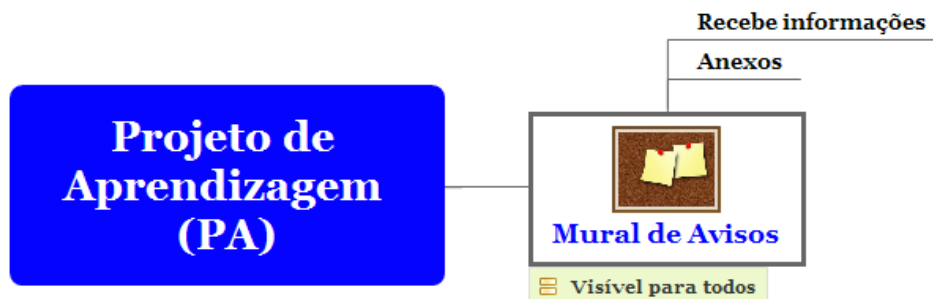 Recebe informações
Anexos
Projeto de
Aprendizagem
(PA)
Mural de Avisos
Visível para todos